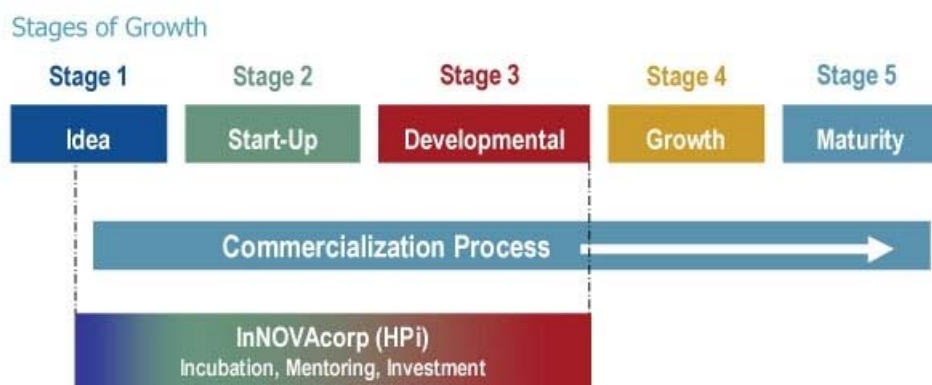 Stages of Growth
Stage 1 Stage 2 Stage 3 Stage 4 Stage 5
Idea Start-Up Developmental Growth Maturity
Commercialization Process
InNOVAcorp (HPi)
Incubation, Mentoring, Investment